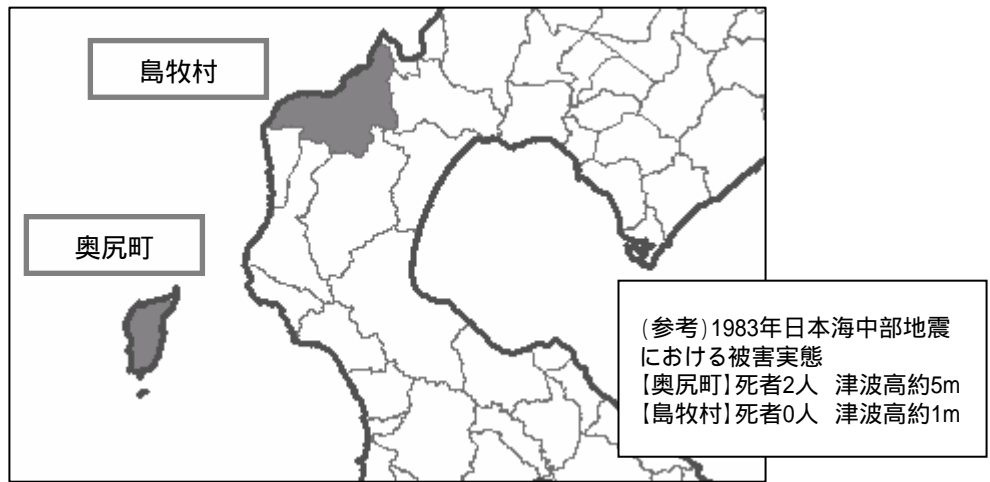 島牧村
奥尻町
(参考)1983年日本海中部地震
における被害実態
【奥尻町】死者2人 津波高約5m
【島牧村】死者0人 津波高約1m